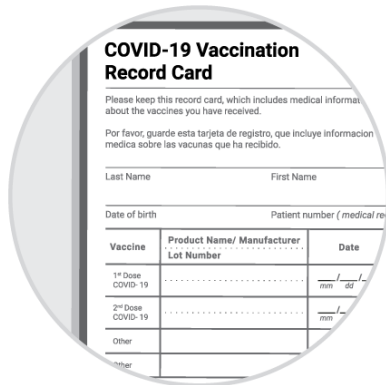 COVID-19 Vaccination
Record Card
Please keep this record card, which includes medical
about the vaccines you have received.
Por favor, guarde esta tarjeta de registro, que incluye informacion
medica sobre las vacunas que ha recibido.
Last Name First Name
Date of birth Patient number ( medical
Vaccine Product Name/ Manufacturer Date
Lot Number
1st Dose
COVID- 19
__/__/
mm dd
2nd Dose
COVID- 19
__/
mm
Other
Other